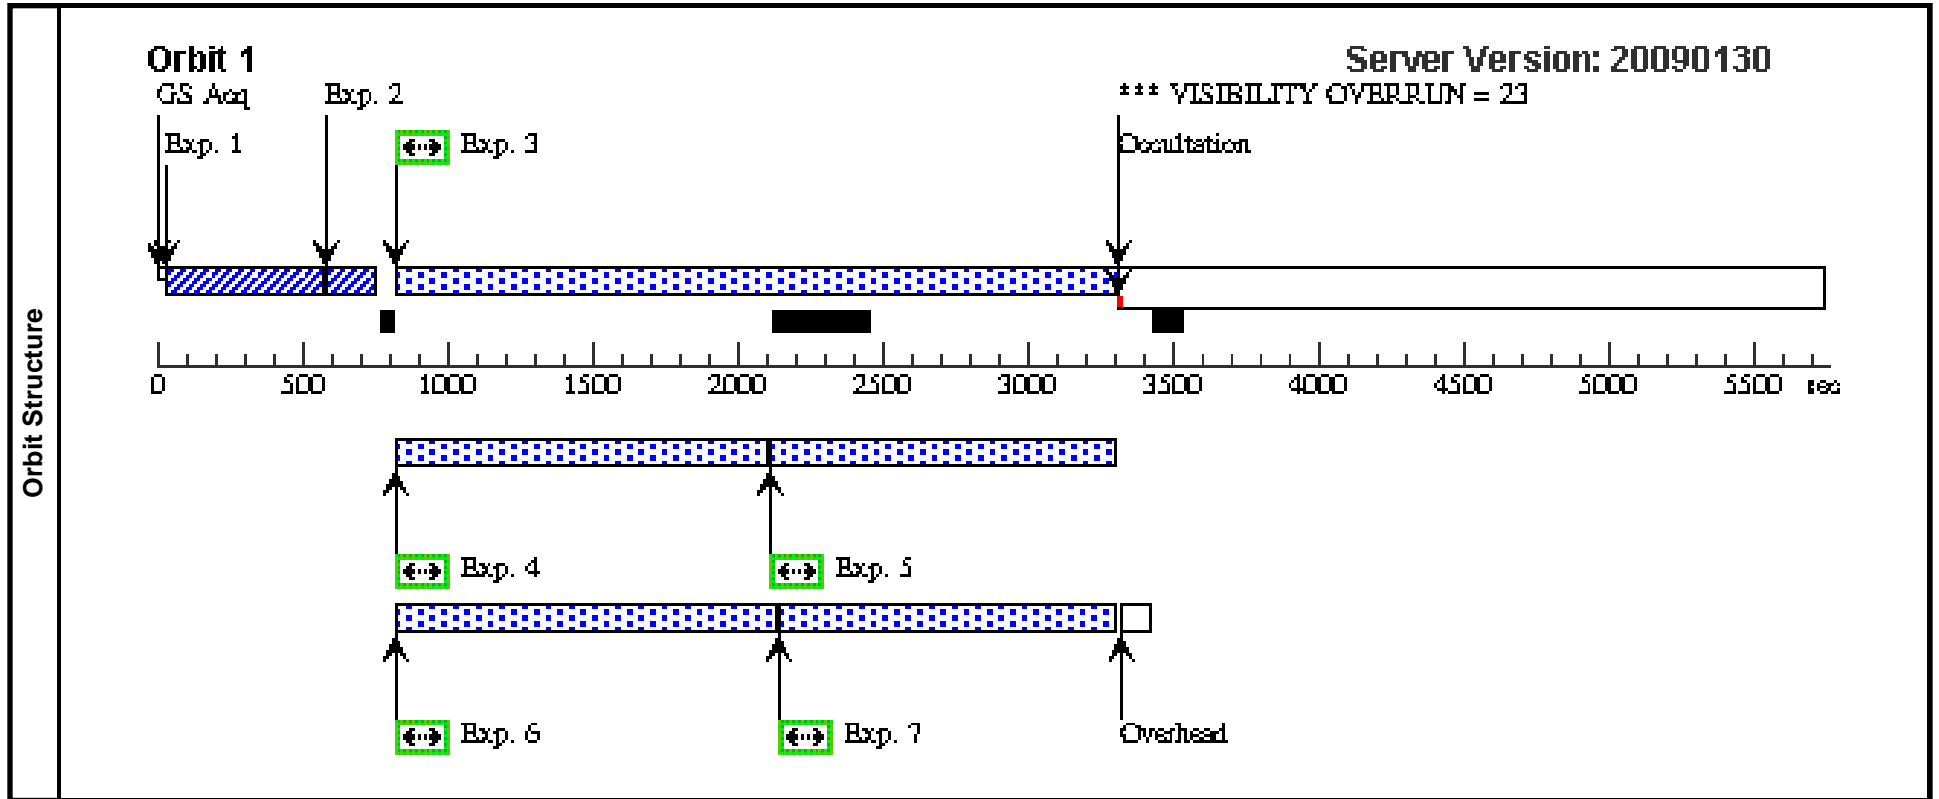 Orbit 1
Server Version: 20090130
GS Acq
Exp. 2
*** VISIBILITY OVERRUN = 23
Exp. 1
Exp. 3
Occultation
0 500 1000 1500 2000 2500 3000 3500 4000 4500 5000 5500 sec
Orbit Structure
Exp. 4
Exp. 5
Exp. 6
Exp. 7
Overhead